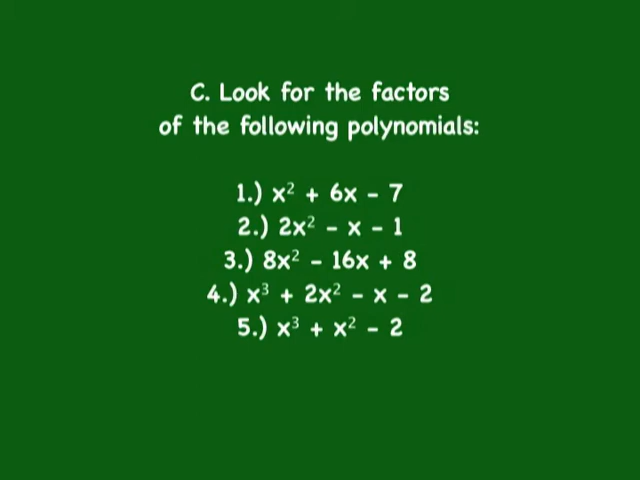 C. Look for the factors
of the following polynomials:
1.) x² + 6x – 7
2.) 2x² – x – 1
3.) 8x² – 16x + 8
4.) x³ + 2x² – x – 2
5.) x³ + x² – 2